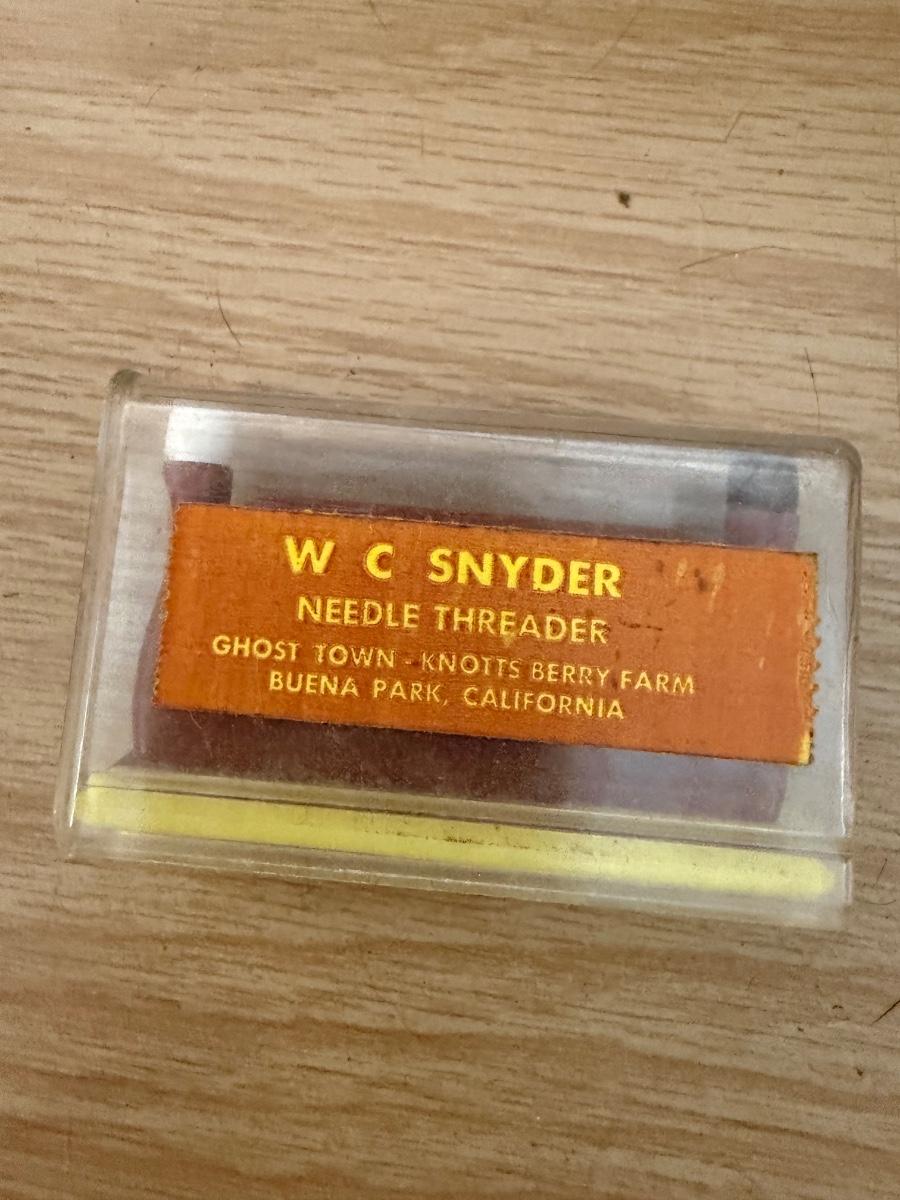 W C SNYDER
NEEDLE THREADER
GHOST TOWN - KNOTTS BERRY FARM
BUENA PARK, CALIFORNIA